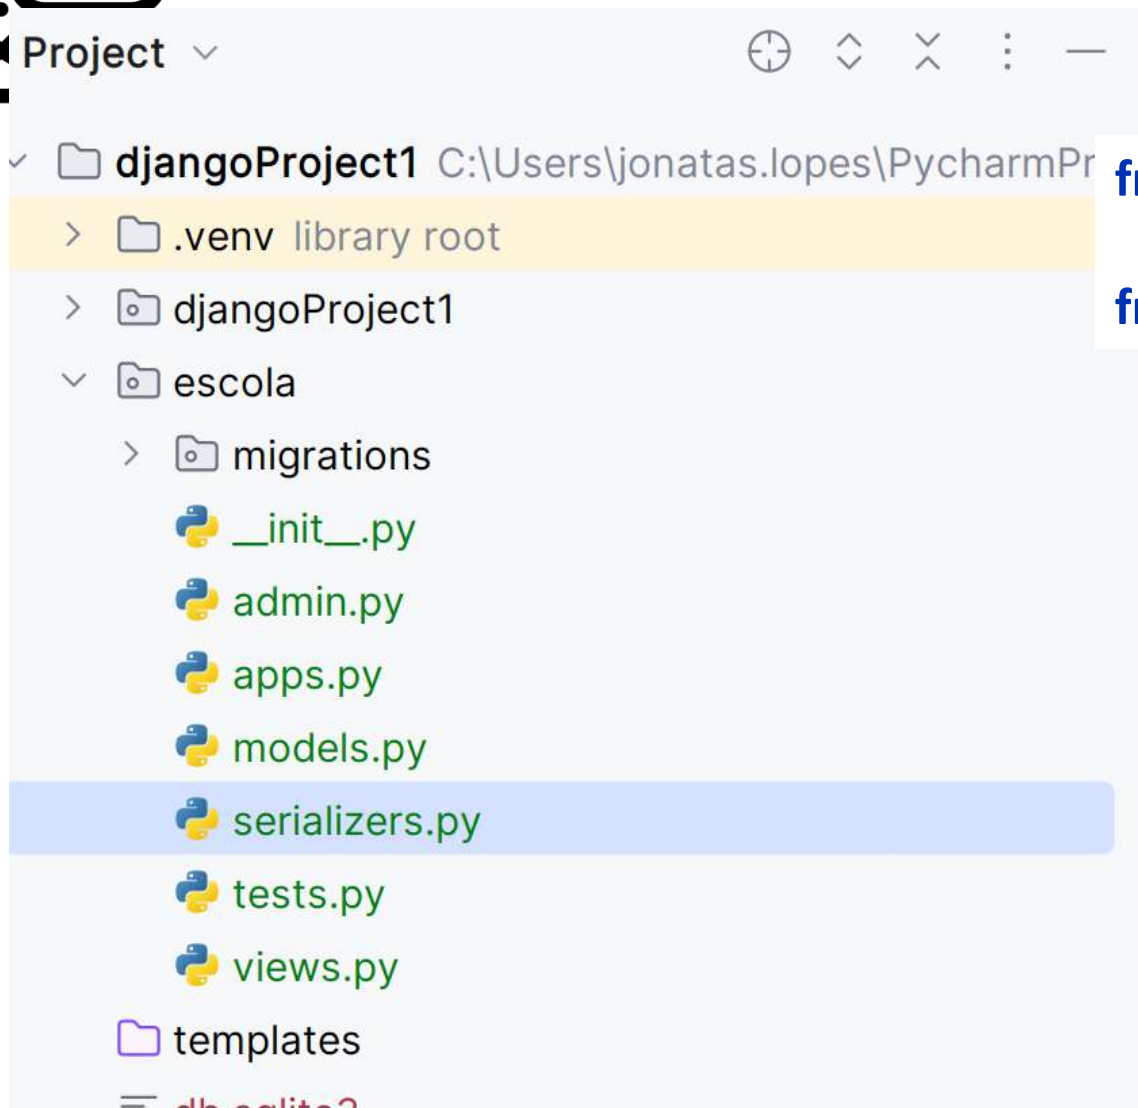 Project
djangoProject1 C:\Users\jonatas.lopes\PycharmPr
.venv library root
djangoProject1
escola
migrations
__init__.py
admin.py
apps.py
models.py
serializers.py
tests.py
views.py
templates